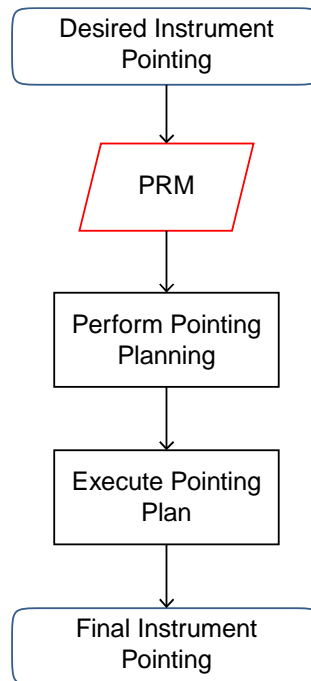 Desired Instrument
Pointing
PRM
Perform Pointing
Planning
Execute Pointing
Plan
Final Instrument
Pointing